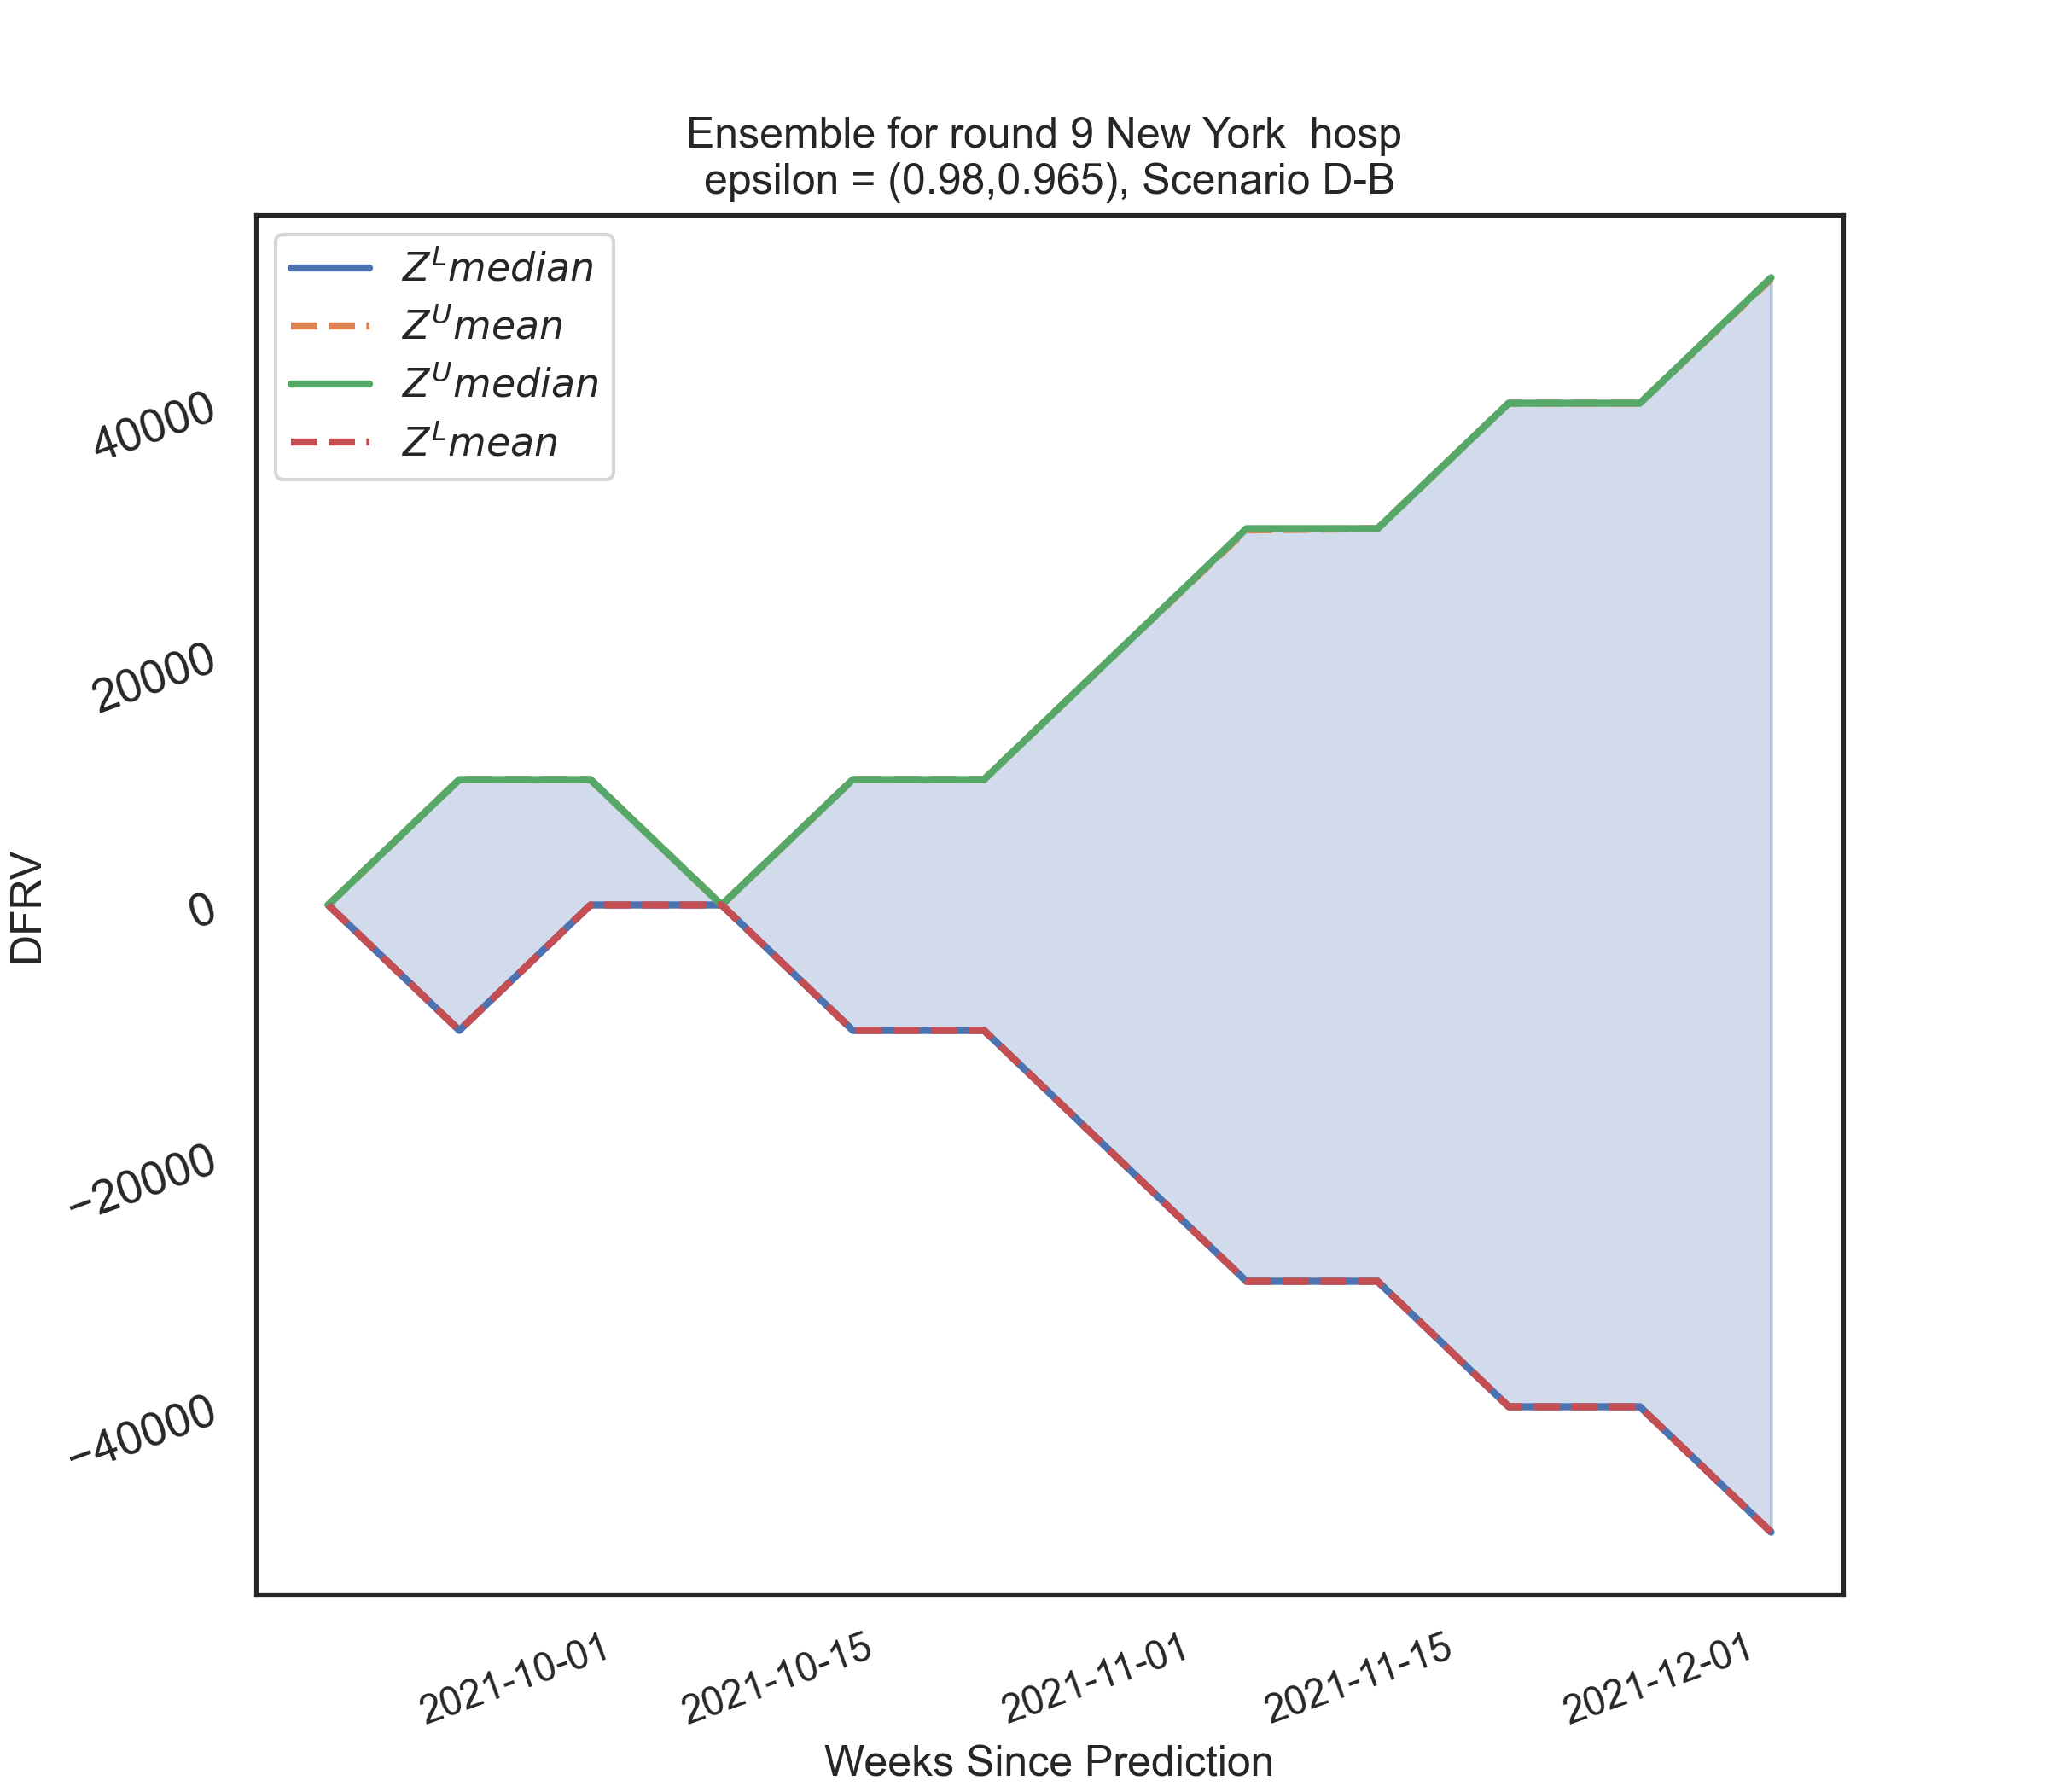 Ensemble for round 9 New York  hosp
epsilon = (0.98,0.965), Scenario D-B
Z^L median
Z^U mean
Z^U median
Z^L mean
40000
20000
0
−20000
−40000
DFRV
2021-10-01
2021-10-15
2021-11-01
2021-11-15
2021-12-01
Weeks Since Prediction